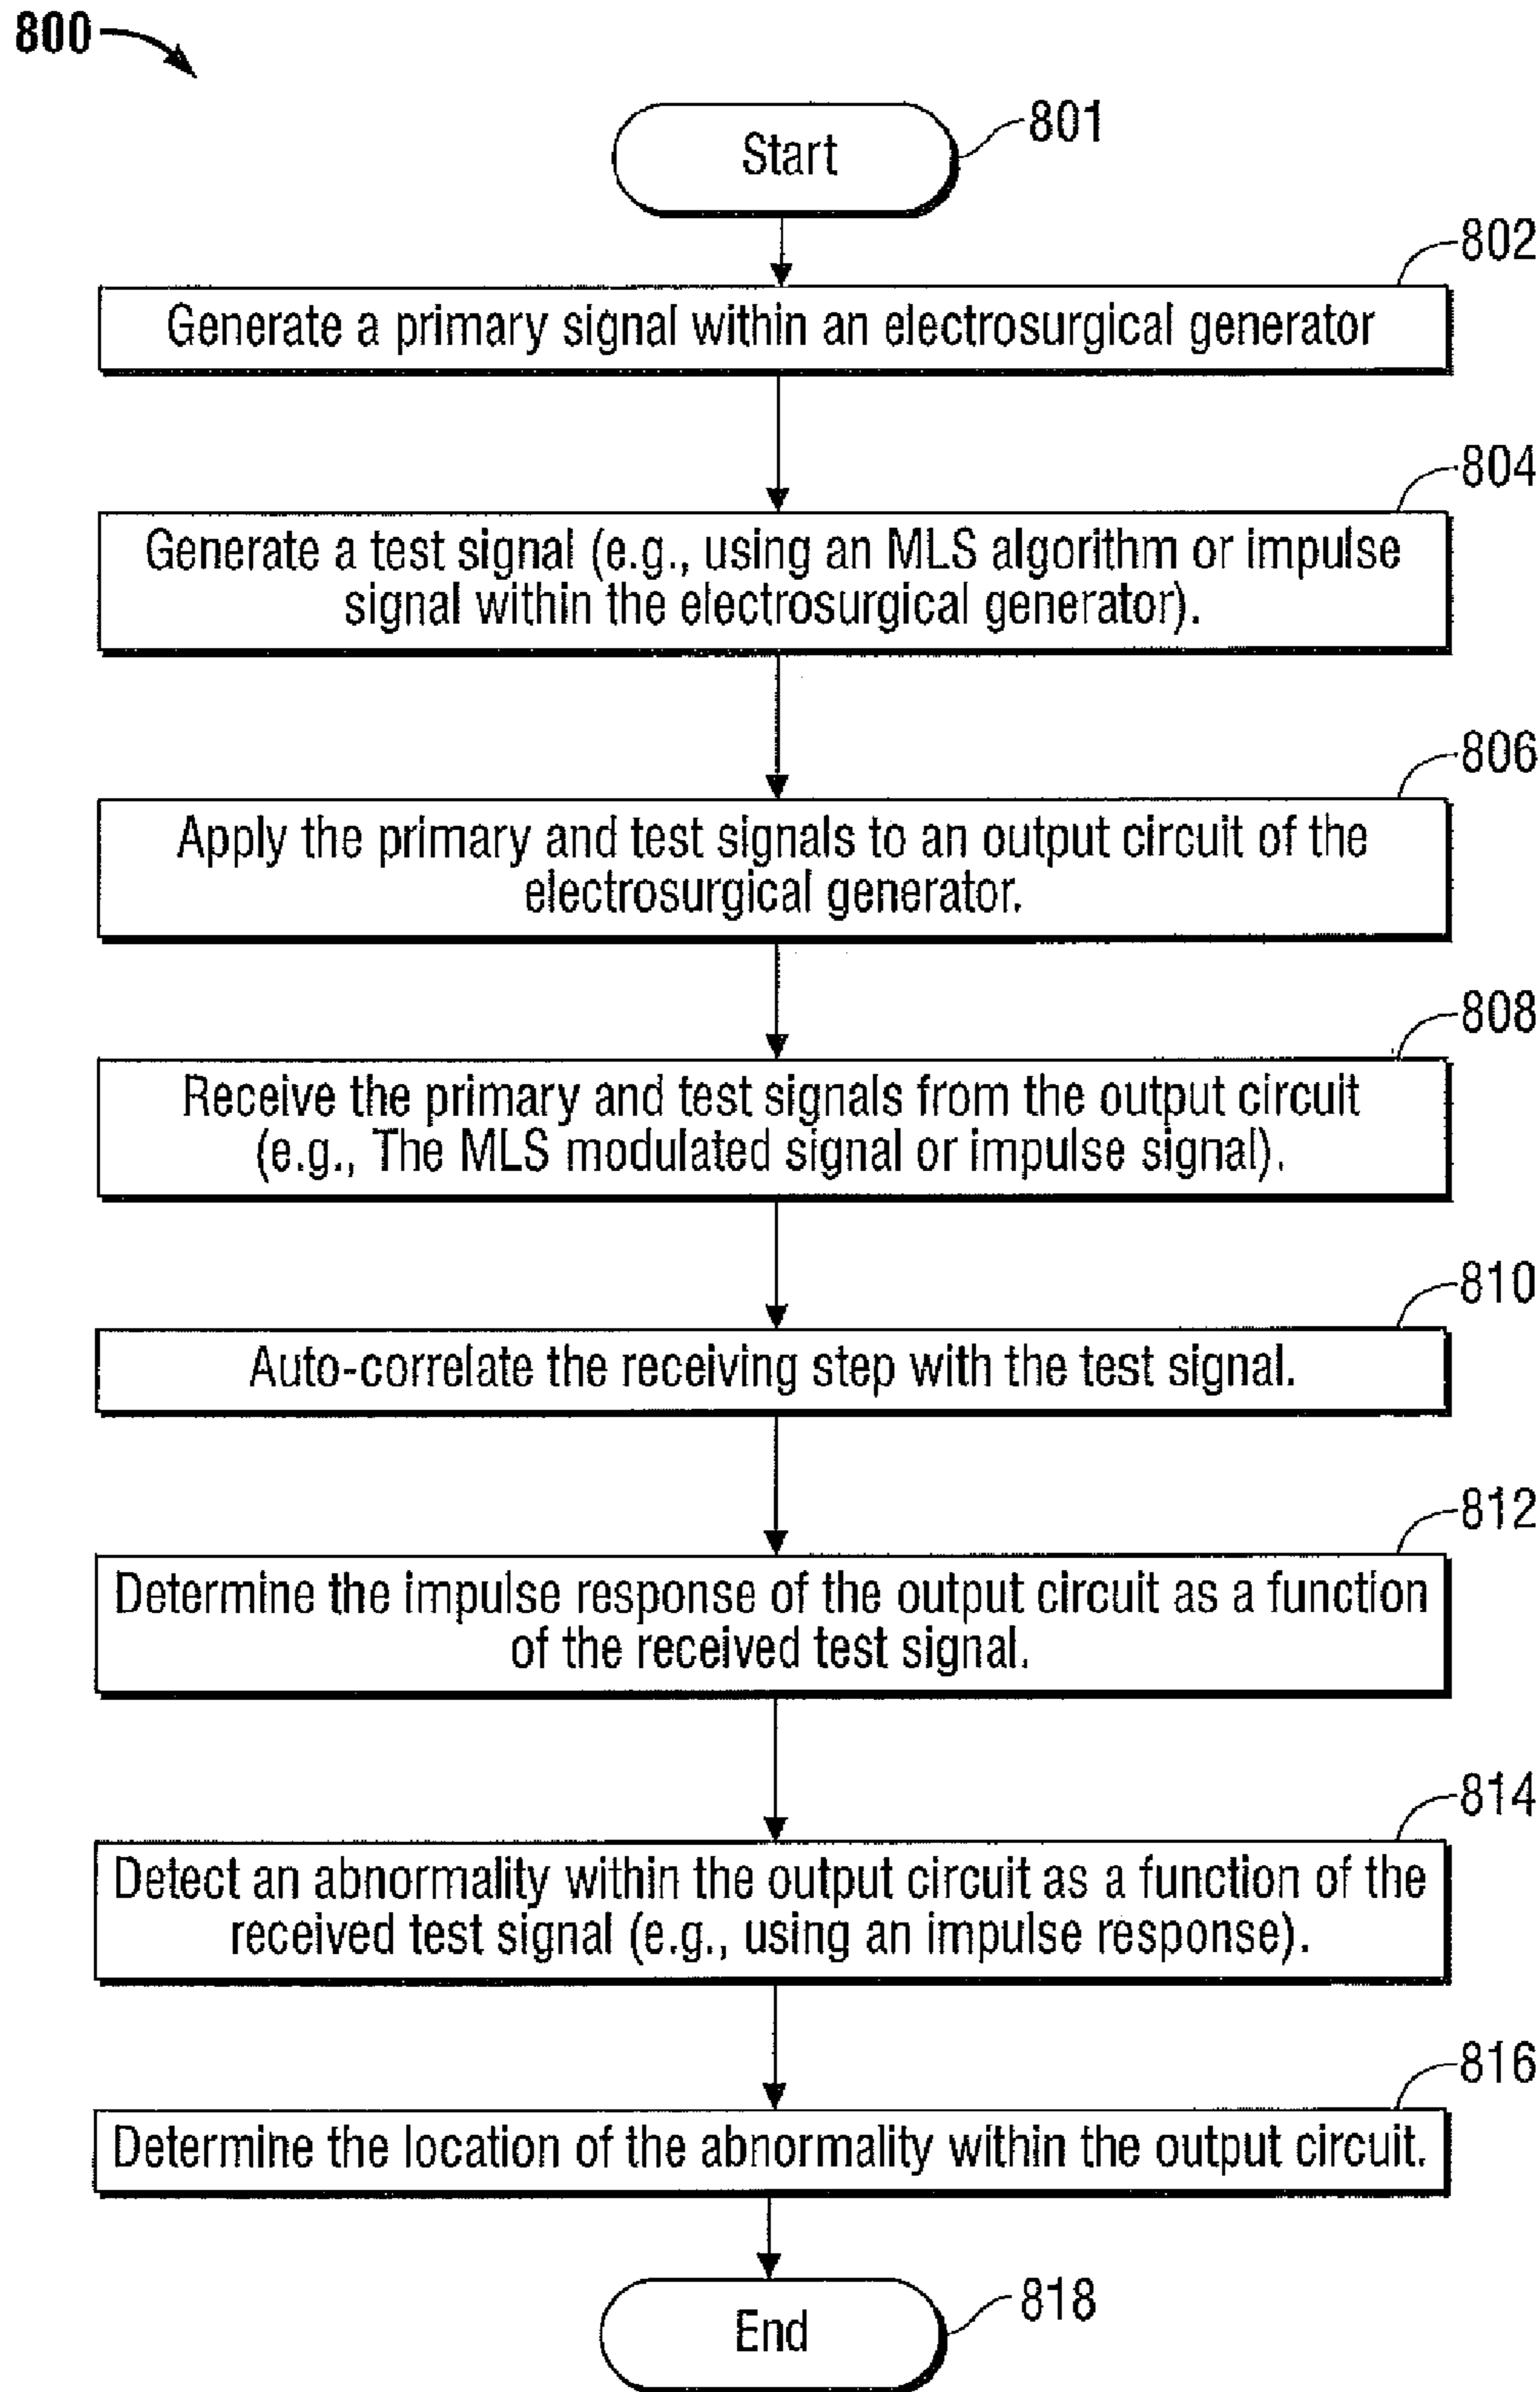 800
Start
801
802
Generate a primary signal within an electrosurgical generator
804
Generate a test signal (e.g., using an MLS algorithm or impulse
signal within the electrosurgical generator).
806
Apply the primary and test signals to an output circuit of the
electrosurgical generator.
808
Receive the primary and test signals from the output circuit
(e.g., The MLS modulated signal or impulse signal).
810
Auto-correlate the receiving step with the test signal.
812
Determine the impulse response of the output circuit as a function
of the received test signal.
814
Detect an abnormality within the output circuit as a function of the
received test signal (e.g., using an impulse response).
816
Determine the location of the abnormality within the output circuit.
End
818